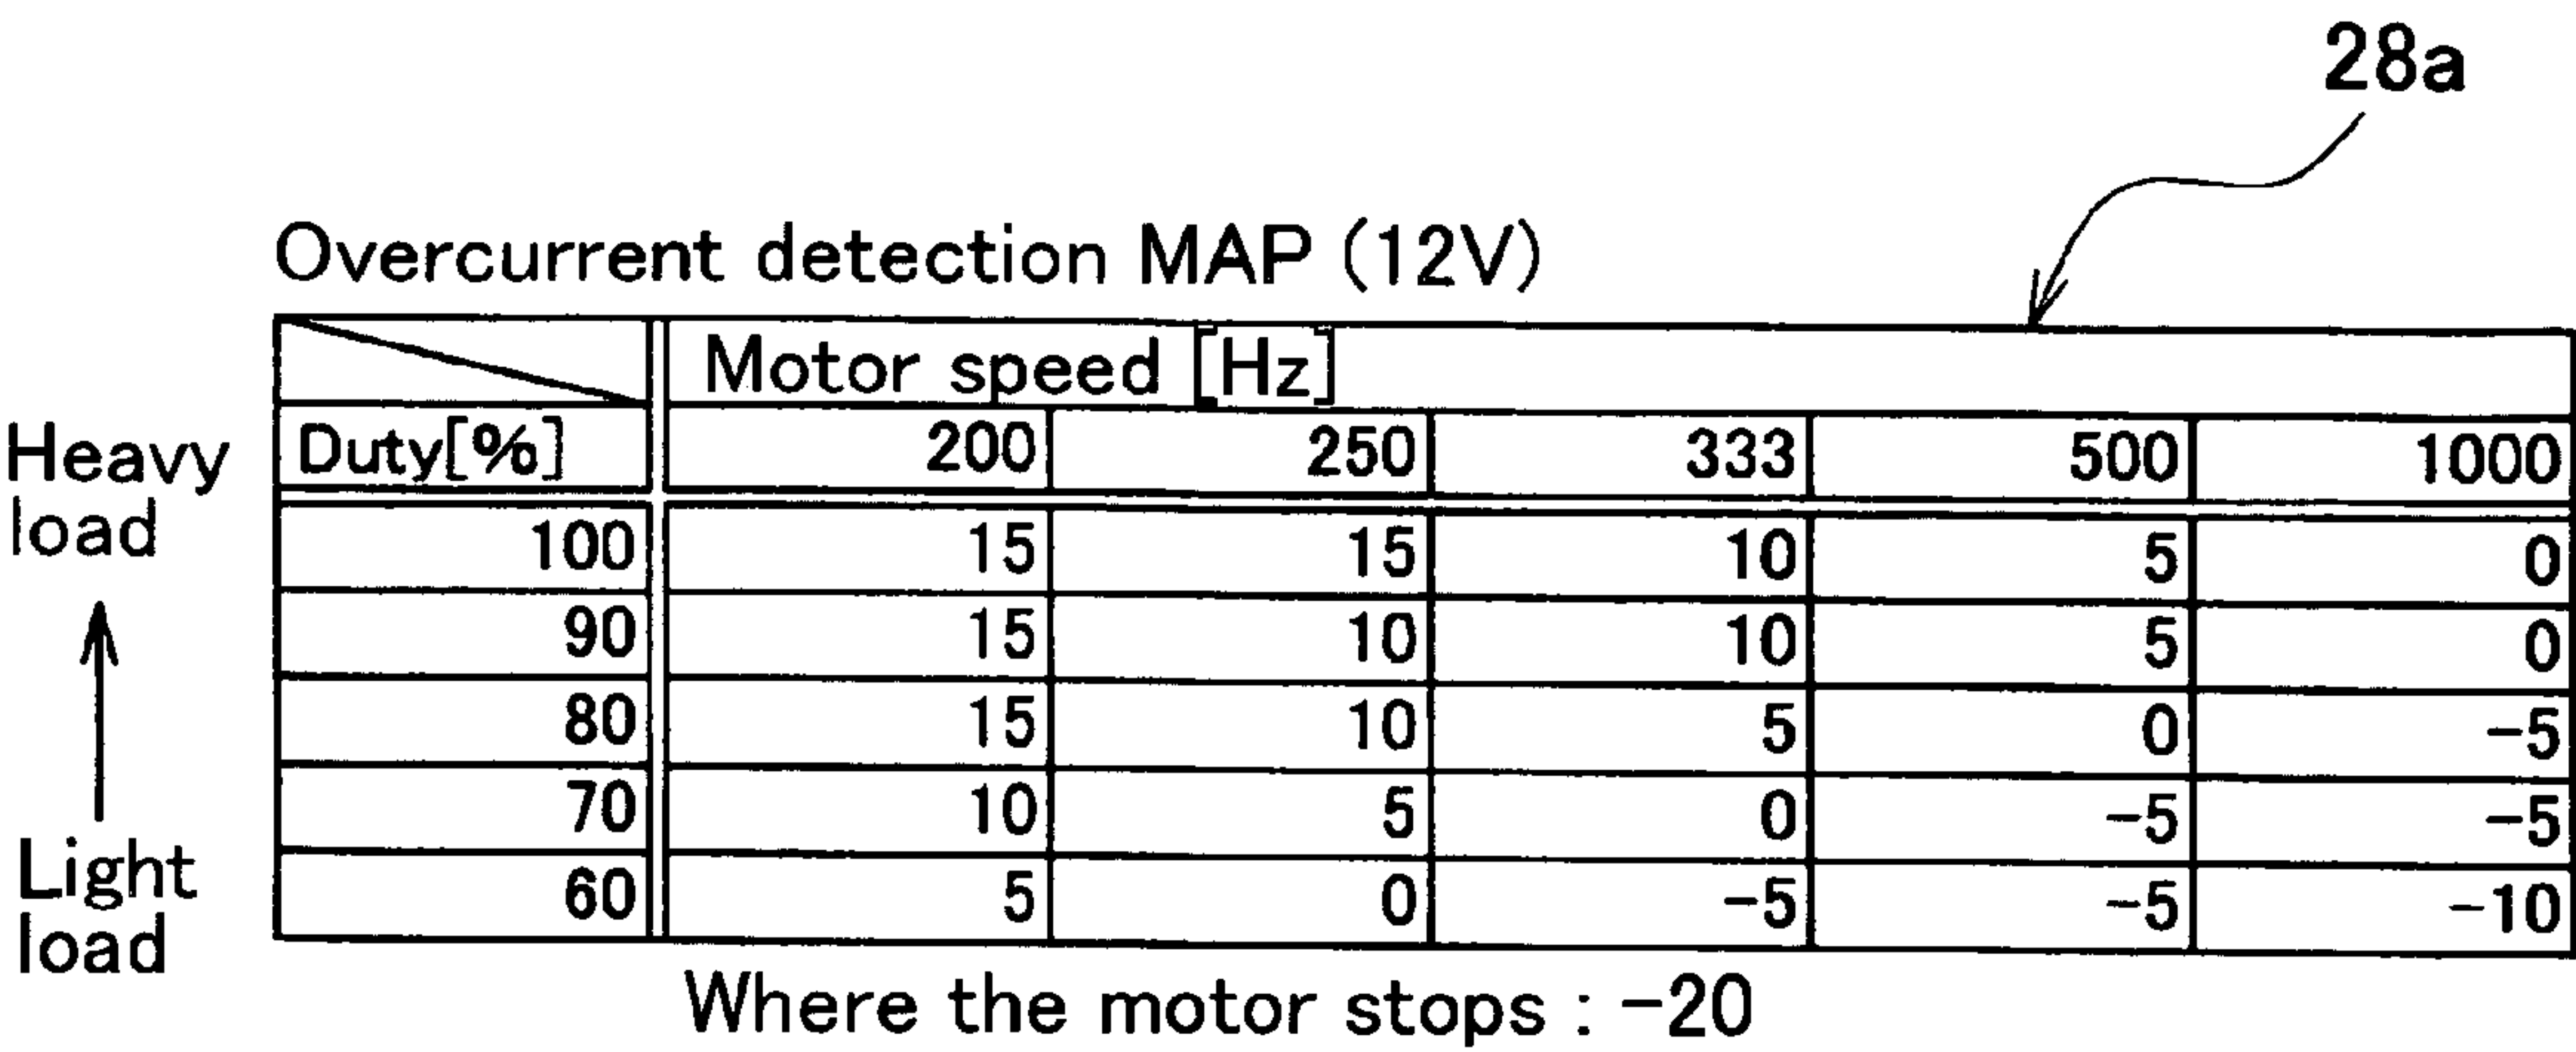 28a
Overcurrent detection MAP (12V)
Motor speed [Hz]
Duty[%] 200 250 333 500 1000
100 15 15 10 5 0
90 15 10 10 5 0
80 15 10 5 0 -5
70 10 5 0 -5 -5
60 5 0 -5 -5 -10
Heavy
load
Light
load
Where the motor stops : -20